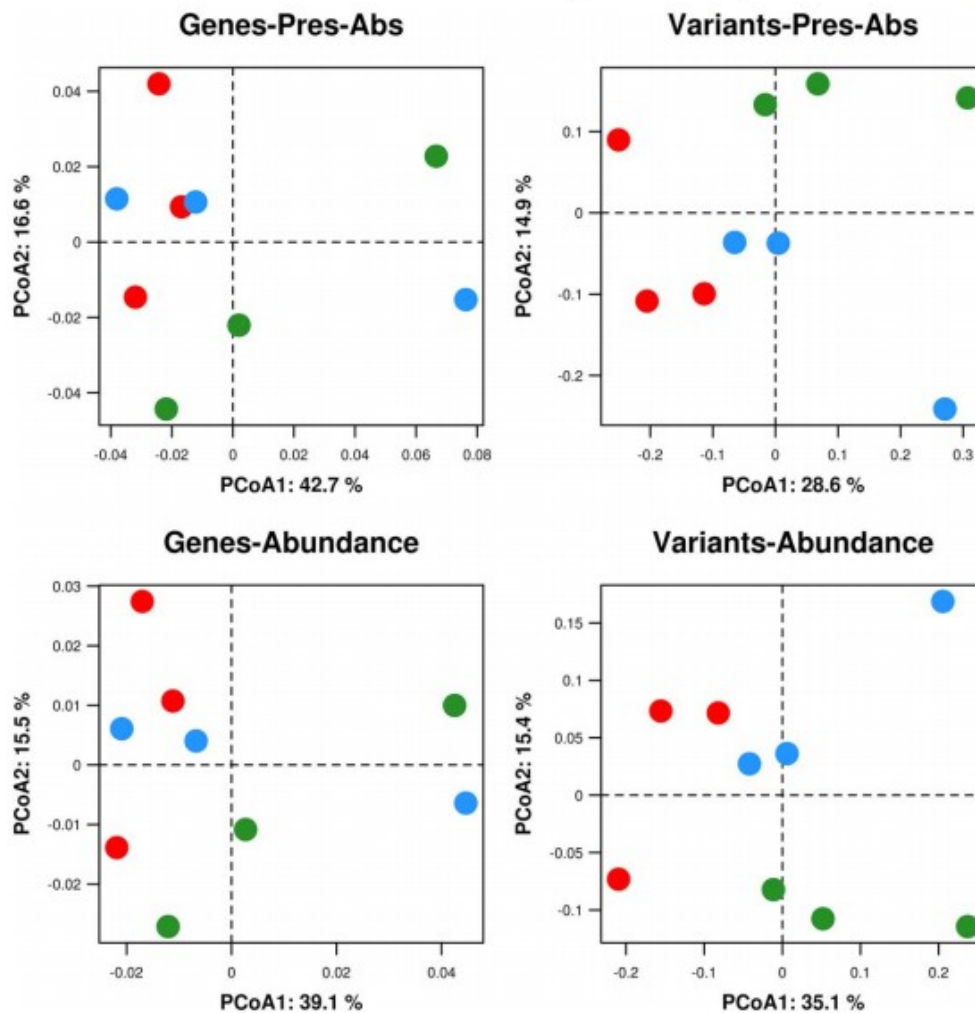 Genes-Pres-Abs
Variants-Pres-Abs
0.04
0.02
0
-0.02
-0.04
PCoA2: 16.6 %
-0.04 -0.02 0 0.02 0.04 0.06 0.08
PCoA1: 42.7 %
0.1
0
-0.1
-0.2
PCoA2: 14.9 %
-0.2 -0.1 0 0.1 0.2 0.3
PCoA1: 28.6 %
Genes-Abundance
Variants-Abundance
0.03
0.02
0.01
0
-0.01
-0.02
PCoA2: 15.5 %
-0.02 0 0.02 0.04
PCoA1: 39.1 %
0.15
0.1
0.05
0
-0.05
-0.1
PCoA2: 15.4 %
-0.2 -0.1 0 0.1 0.2
PCoA1: 35.1 %